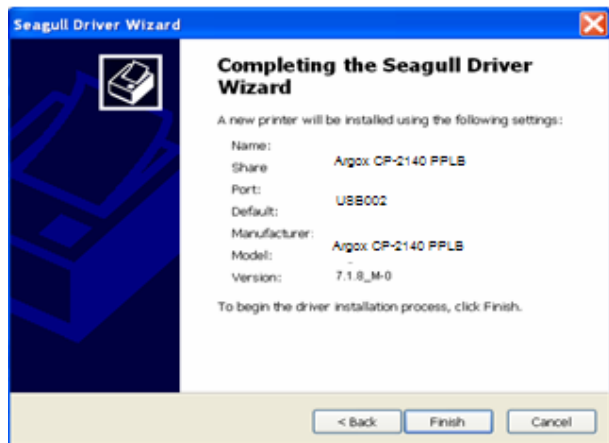 Seagull Driver Wizard
Completing the Seagull Driver
Wizard
A new printer will be installed using the following settings:
Name:
Share
Argox CP-2140 PPLB
Port:
USB002
Default:
Manufacturer:
Argox CP-2140 PPLB
Model:
Version: 7.1.8_M-0
To begin the driver installation process, click Finish.
< Back Finish Cancel